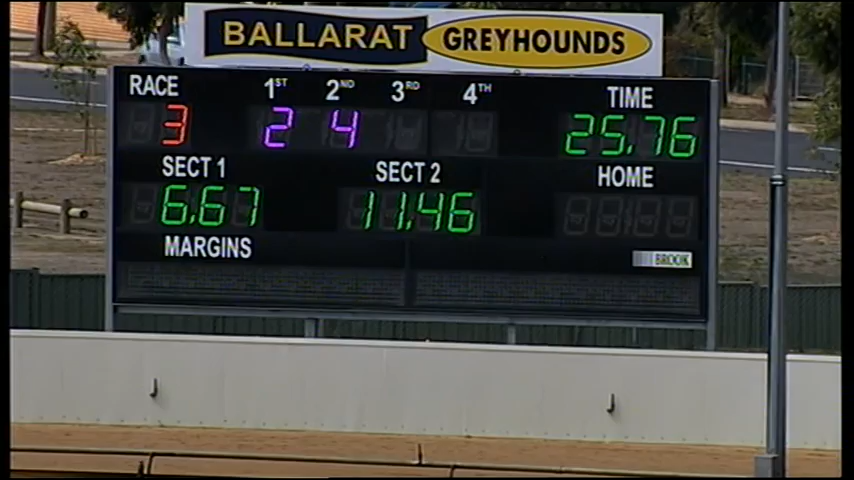 BALLARAT GREYHOUNDS
RACE 1ST 2ND 3RD 4TH TIME
3 2 4 25.76
SECT 1 SECT 2 HOME
6.67 11.46
MARGINS BROOK